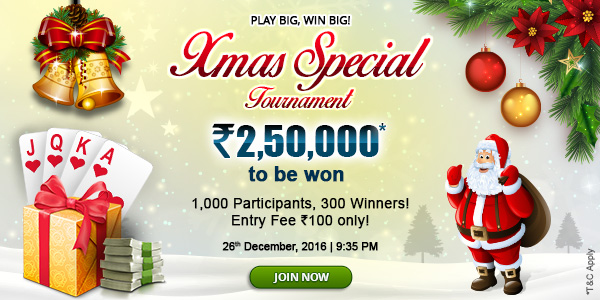 PLAY BIG, WIN BIG!
Xmas Special
Tournament
₹2,50,000*
to be won
1,000 Participants, 300 Winners!
Entry Fee ₹100 only!
26th December, 2016 | 9:35 PM
JOIN NOW
J Q K A
*T&C Apply